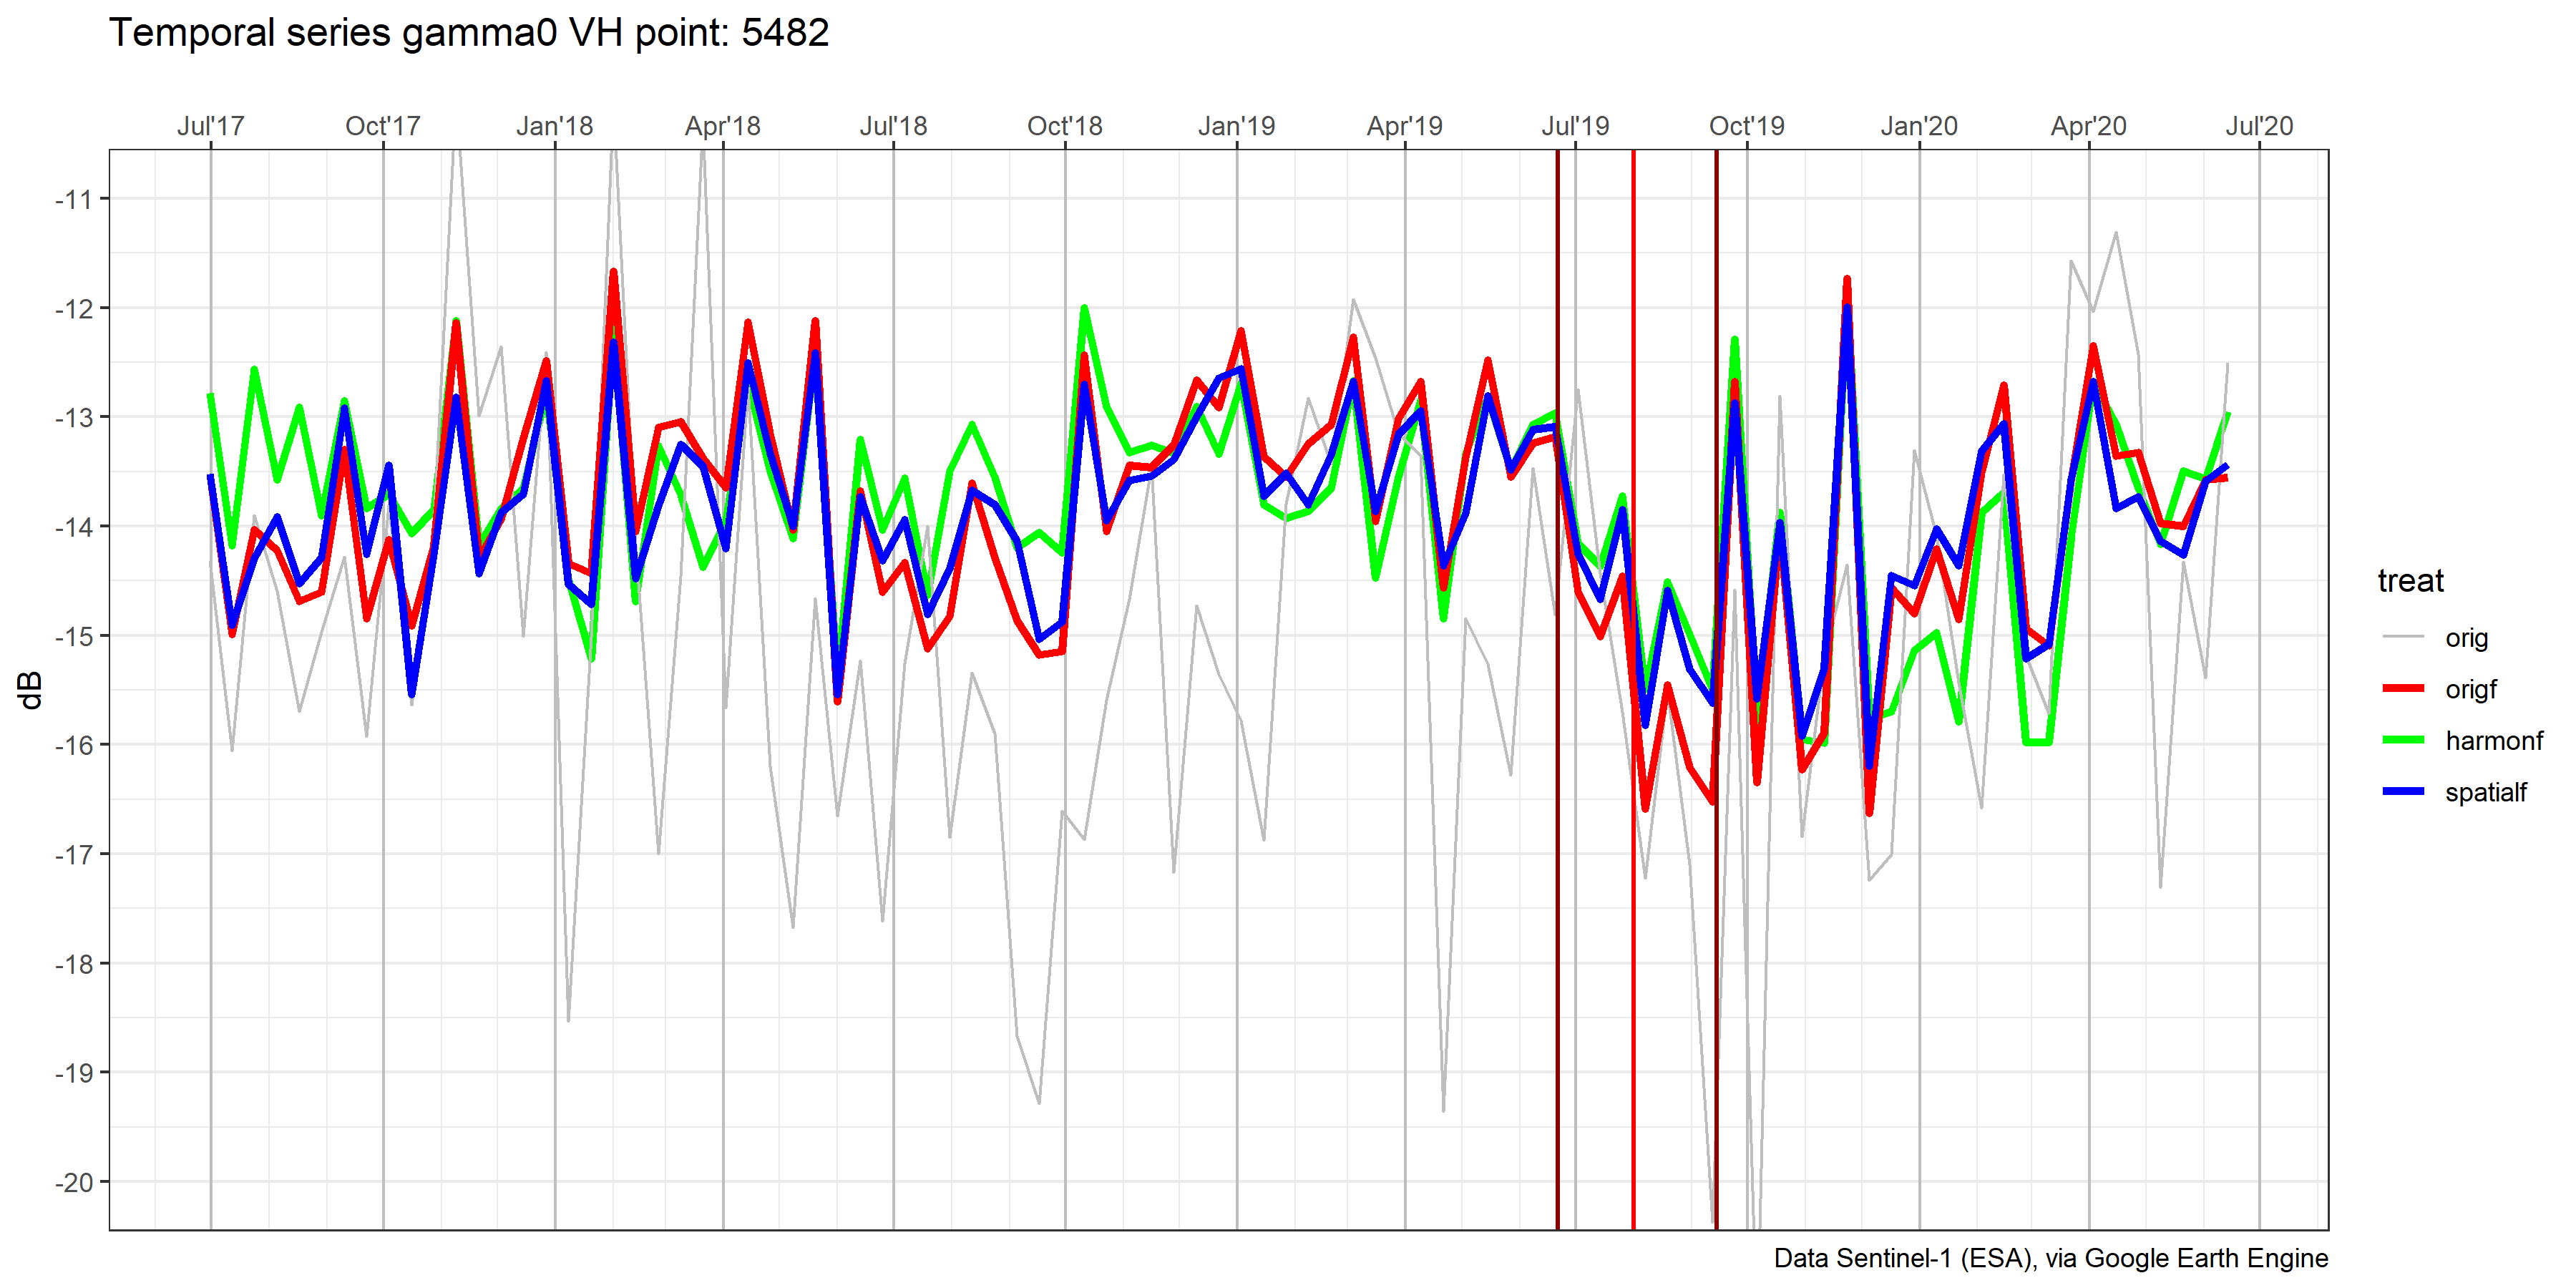 Temporal series gamma0 VH point: 5482
Jul'17 Oct'17 Jan'18 Apr'18 Jul'18 Oct'18 Jan'19 Apr'19 Jul'19 Oct'19 Jan'20 Apr'20 Jul'20
-11
-12
-13
-14
-15
-16
-17
-18
-19
-20
dB
treat
orig
origf
harmonf
spatialf
Data Sentinel-1 (ESA), via Google Earth Engine